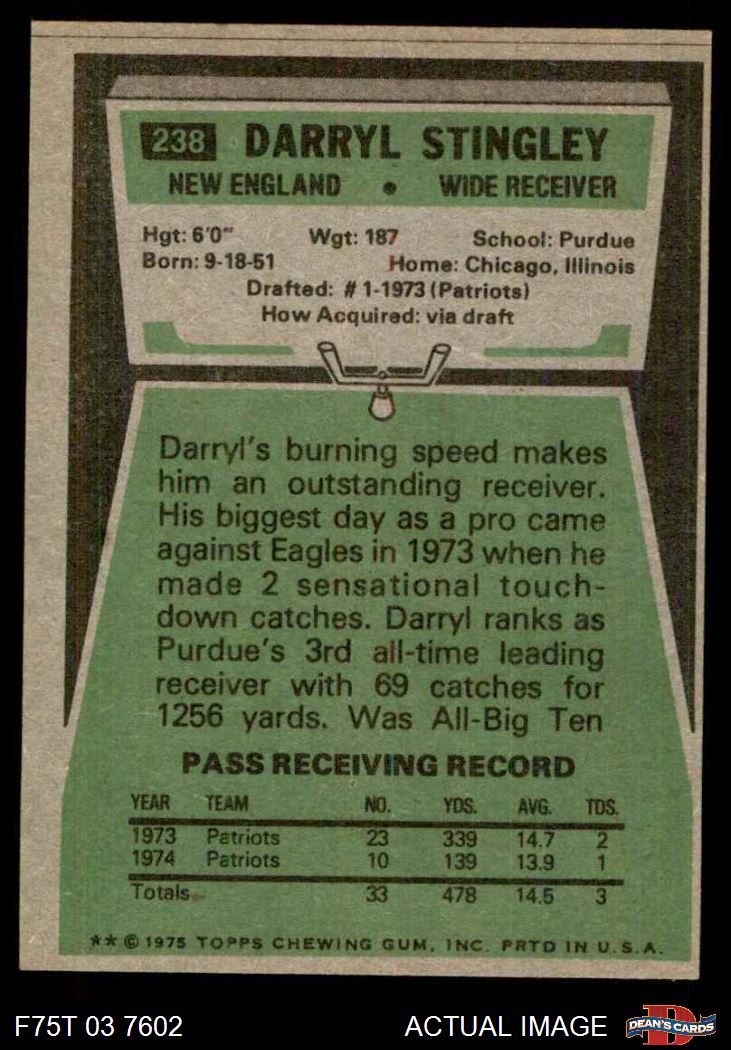 238 DARRYL STINGLEY
NEW ENGLAND • WIDE RECEIVER
Hgt: 6'0" Wgt: 187 School: Purdue
Born: 9-18-51 Home: Chicago, Illinois
Drafted: #1-1973 (Patriots)
How Acquired: via draft
Darryl's burning speed makes
him an outstanding receiver.
His biggest day as a pro came
against Eagles in 1973 when he
made 2 sensational touch-
down catches. Darryl ranks as
Purdue's 3rd all-time leading
receiver with 69 catches for
1256 yards. Was All-Big Ten
PASS RECEIVING RECORD
YEAR TEAM NO. YDS. AVG. TDS.
1973 Patriots 23 339 14.7 2
1974 Patriots 10 139 13.9 1
Totals 33 478 14.5 3
** © 1975 TOPPS CHEWING GUM, INC. PRTD IN U.S.A.
F75T 03 7602 ACTUAL IMAGE D DEAN'S CARDS